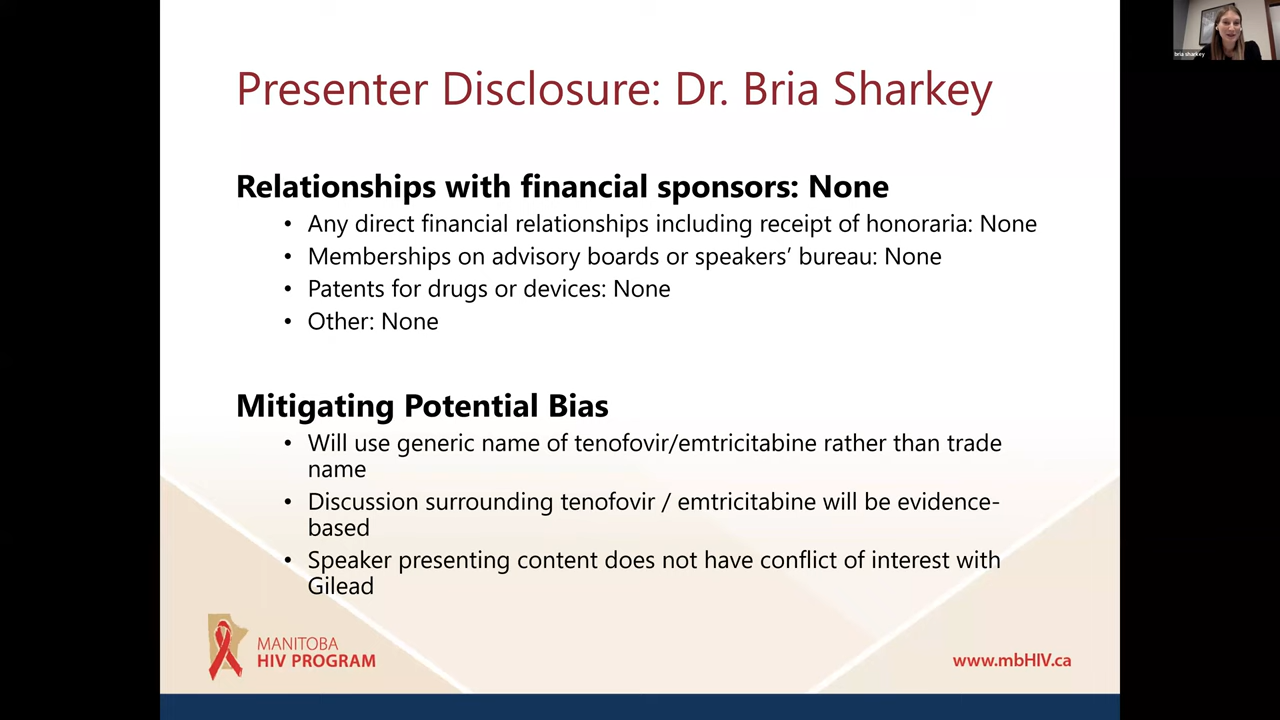 Presenter Disclosure: Dr. Bria Sharkey
Relationships with financial sponsors: None
• Any direct financial relationships including receipt of honoraria: None
• Memberships on advisory boards or speakers’ bureau: None
• Patents for drugs or devices: None
• Other: None
Mitigating Potential Bias
• Will use generic name of tenofovir/emtricitabine rather than trade
name
• Discussion surrounding tenofovir / emtricitabine will be evidence-
based
• Speaker presenting content does not have conflict of interest with
Gilead
MANITOBA
HIV PROGRAM
www.mbHIV.ca
bria sharkey